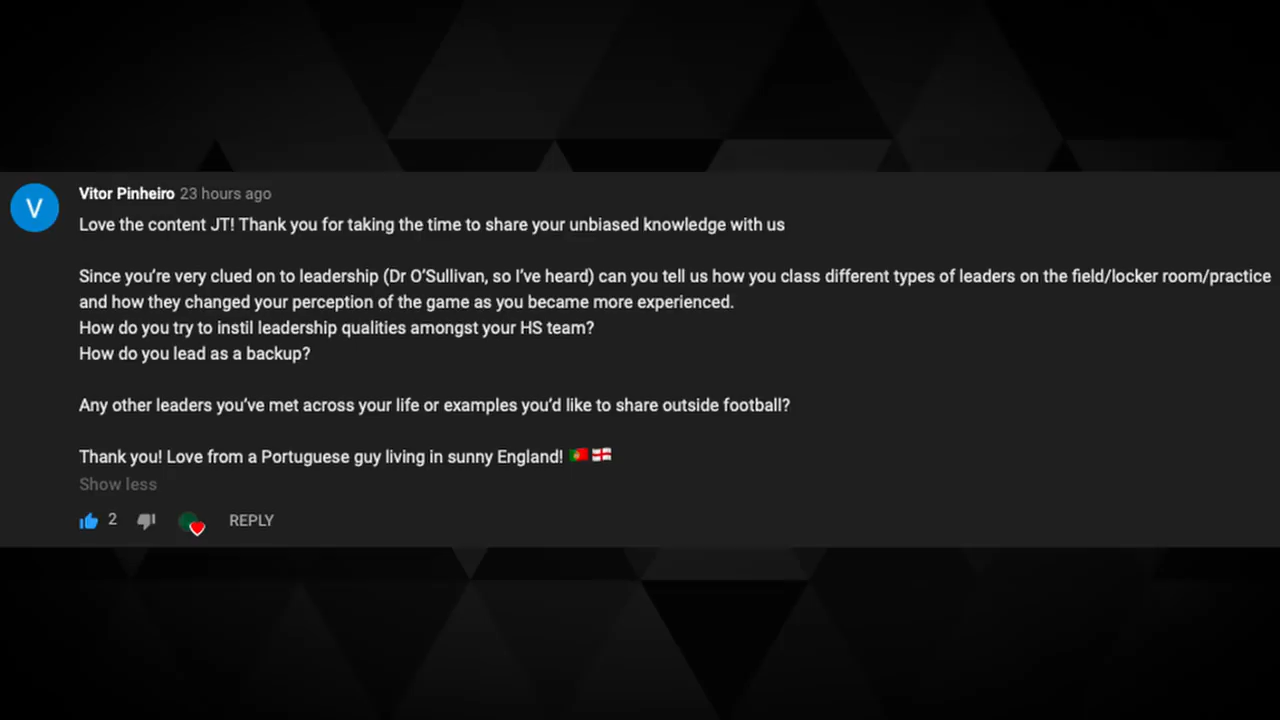 V
Vitor Pinheiro 23 hours ago
Love the content JT! Thank you for taking the time to share your unbiased knowledge with us
Since you're very clued on to leadership (Dr O'Sullivan, so I've heard) can you tell us how you class different types of leaders on the field/locker room/practice
and how they changed your perception of the game as you became more experienced.
How do you try to instil leadership qualities amongst your HS team?
How do you lead as a backup?
Any other leaders you've met across your life or examples you'd like to share outside football?
Thank you! Love from a Portuguese guy living in sunny England! 🇵🇹🏴󠁧󠁢󠁥󠁮󠁧󠁿
Show less
2 REPLY